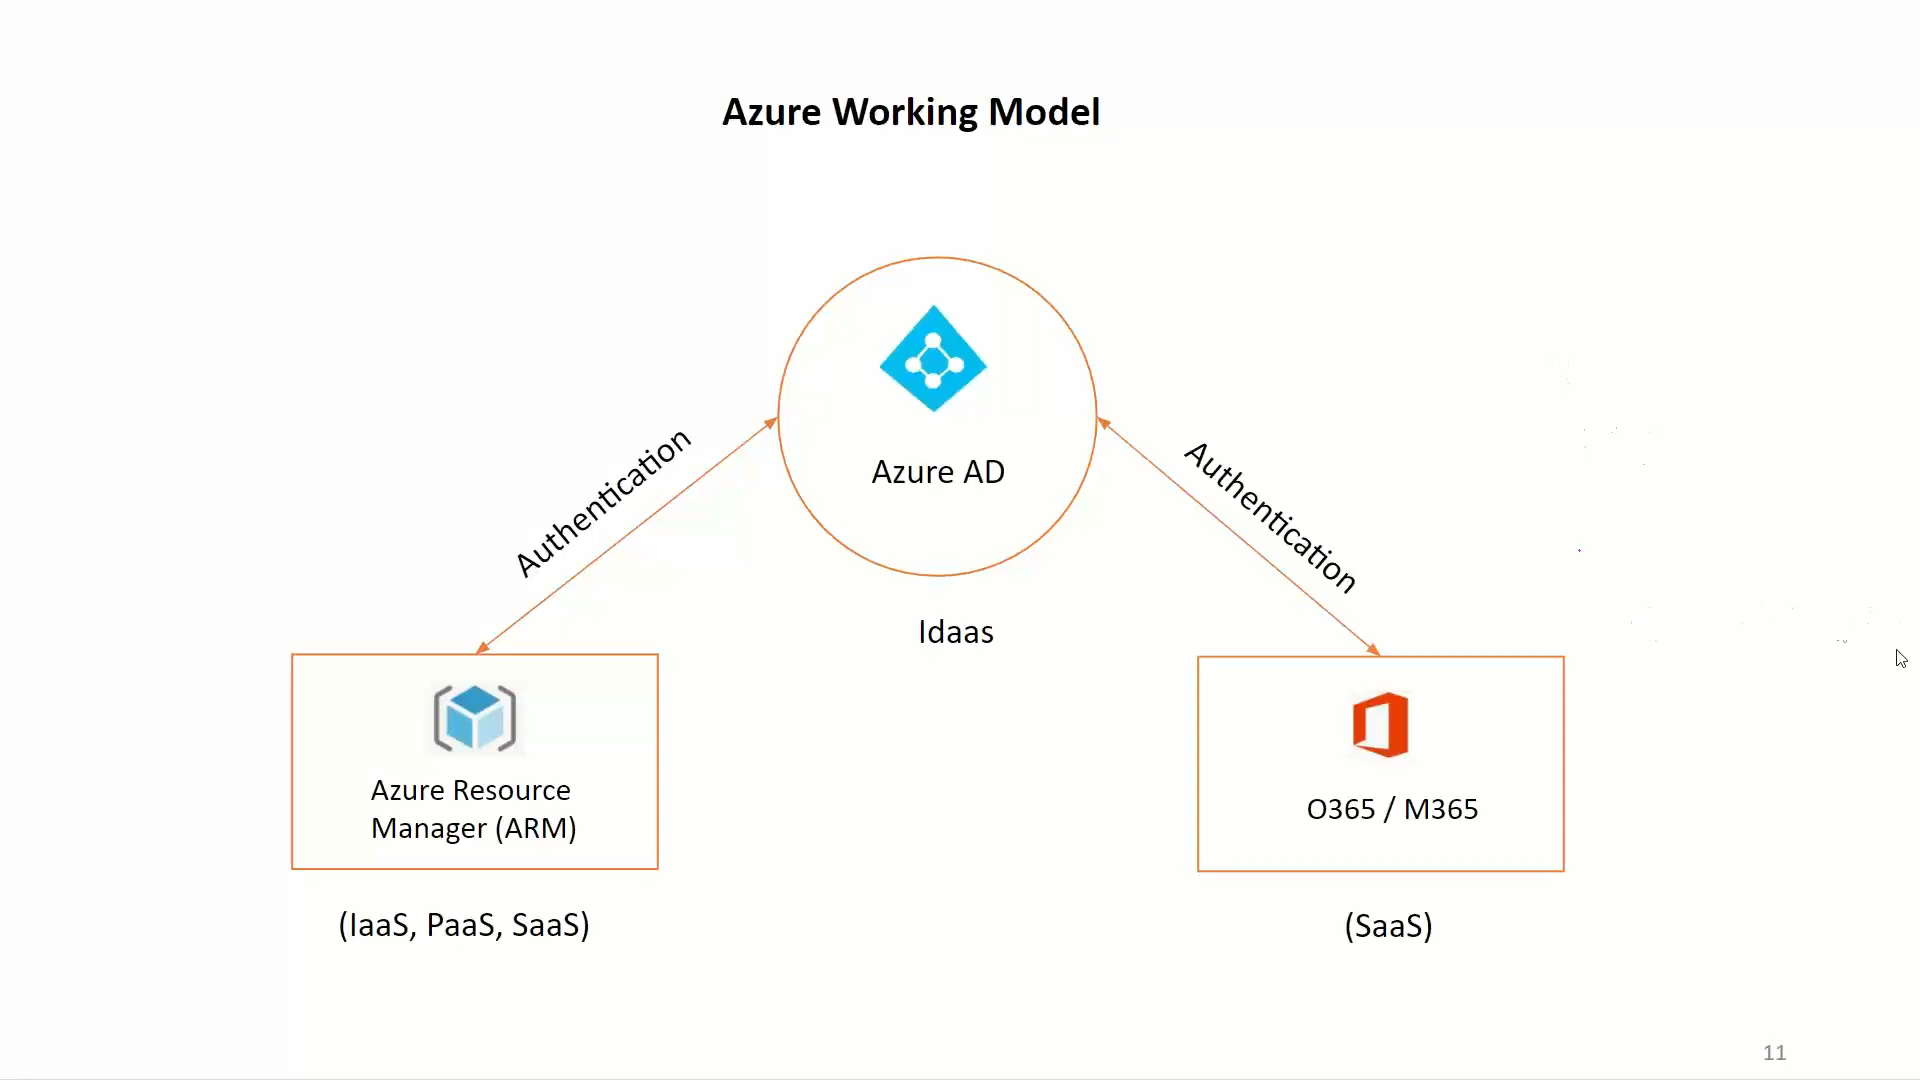 Azure Working Model
Azure AD
Authentication
Authentication
Idaas
Azure Resource
Manager (ARM)
O365 / M365
(IaaS, PaaS, SaaS)
(SaaS)
11